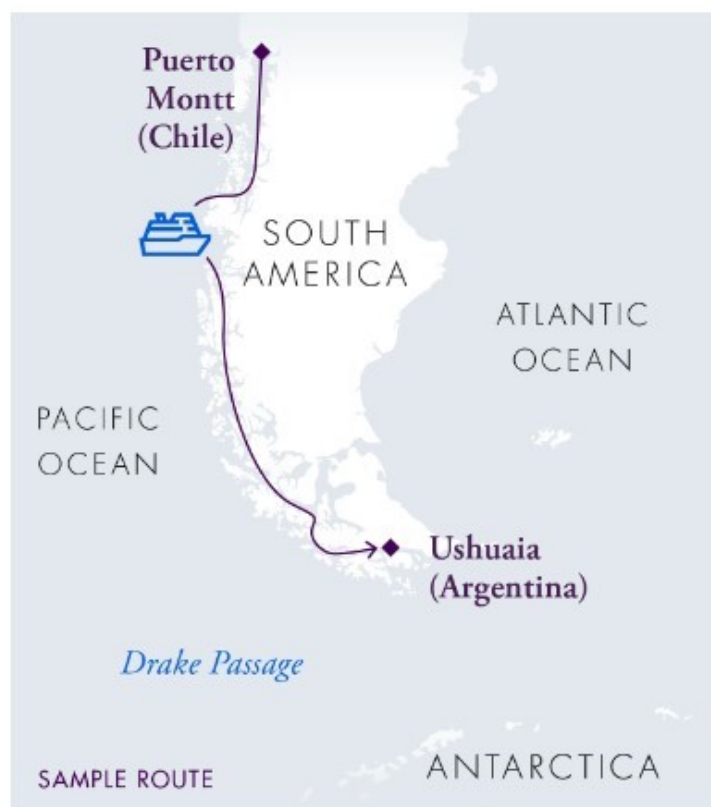 Puerto
Montt
(Chile)
SOUTH
AMERICA
ATLANTIC
OCEAN
PACIFIC
OCEAN
Ushuaia
(Argentina)
Drake Passage
ANTARCTICA
SAMPLE ROUTE